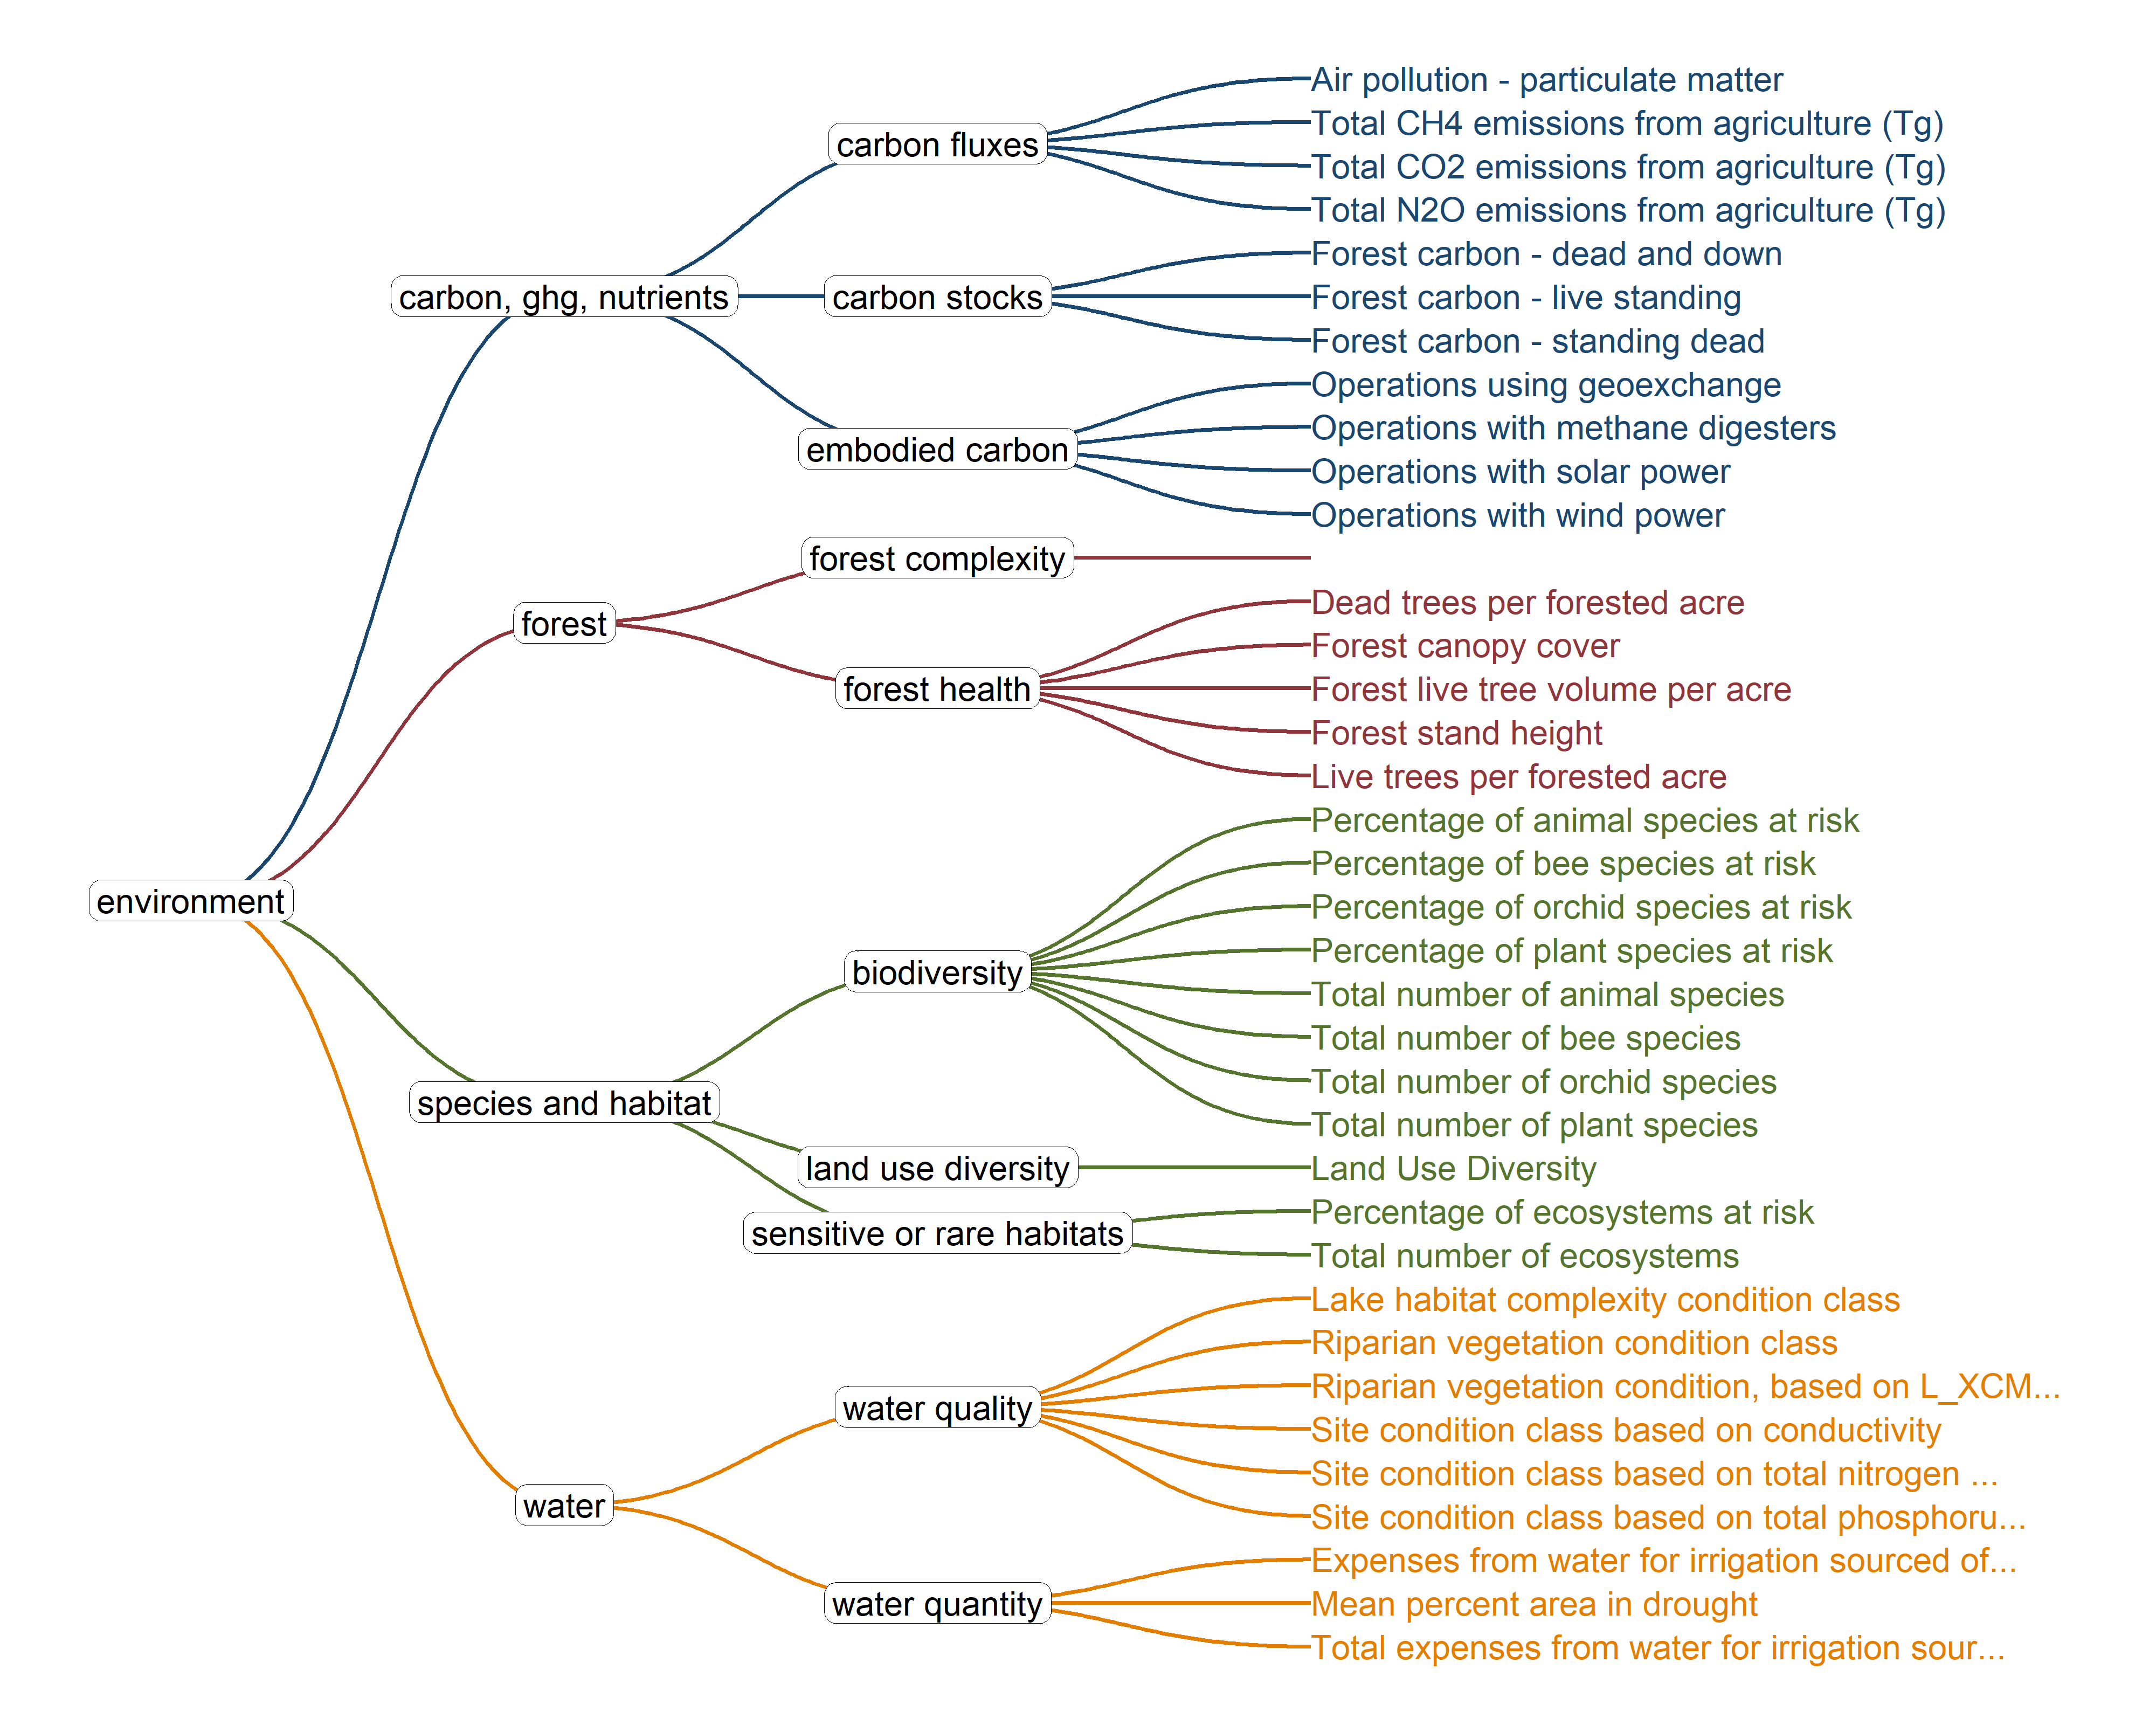 Air pollution - particulate matter
Total CH4 emissions from agriculture (Tg)
carbon fluxes
Total CO2 emissions from agriculture (Tg)
Total N2O emissions from agriculture (Tg)
Forest carbon - dead and down
carbon, ghg, nutrients
carbon stocks
Forest carbon - live standing
Forest carbon - standing dead
Operations using geoexchange
Operations with methane digesters
embodied carbon
Operations with solar power
Operations with wind power
forest complexity
Dead trees per forested acre
forest
Forest canopy cover
forest health
Forest live tree volume per acre
Forest stand height
Live trees per forested acre
Percentage of animal species at risk
Percentage of bee species at risk
environment
Percentage of orchid species at risk
Percentage of plant species at risk
biodiversity
Total number of animal species
Total number of bee species
Total number of orchid species
species and habitat
Total number of plant species
land use diversity
Land Use Diversity
Percentage of ecosystems at risk
sensitive or rare habitats
Total number of ecosystems
Lake habitat complexity condition class
Riparian vegetation condition class
Riparian vegetation condition, based on L_XCM...
water quality
Site condition class based on conductivity
Site condition class based on total nitrogen ...
water
Site condition class based on total phosphoru...
Expenses from water for irrigation sourced of...
water quantity
Mean percent area in drought
Total expenses from water for irrigation sour...